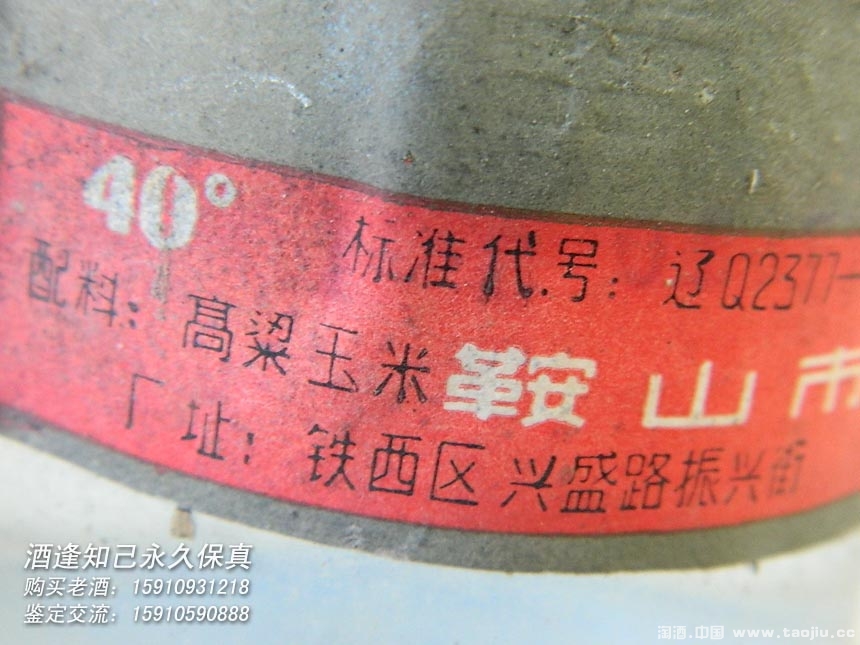 40°
标准代号：辽Q2377-
配料：高粱玉米
鞍山市
厂址：铁西区兴盛路振兴街
酒逢知己永久保真
购买老酒：15910931218
鉴定交流：15910590888
淘酒.中国 www.taojiu.cc